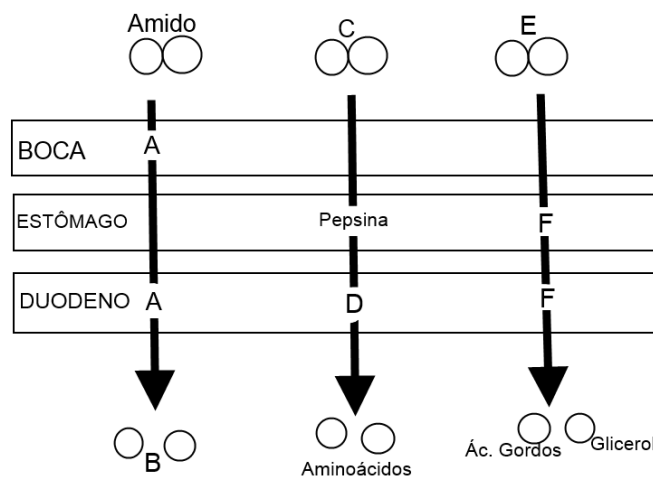 Amido
C
E
BOCA
A
ESTÔMAGO
Pepsina
F
DUODENO
A
D
F
B
Aminoácidos
Ác. Gordos
Glicerol